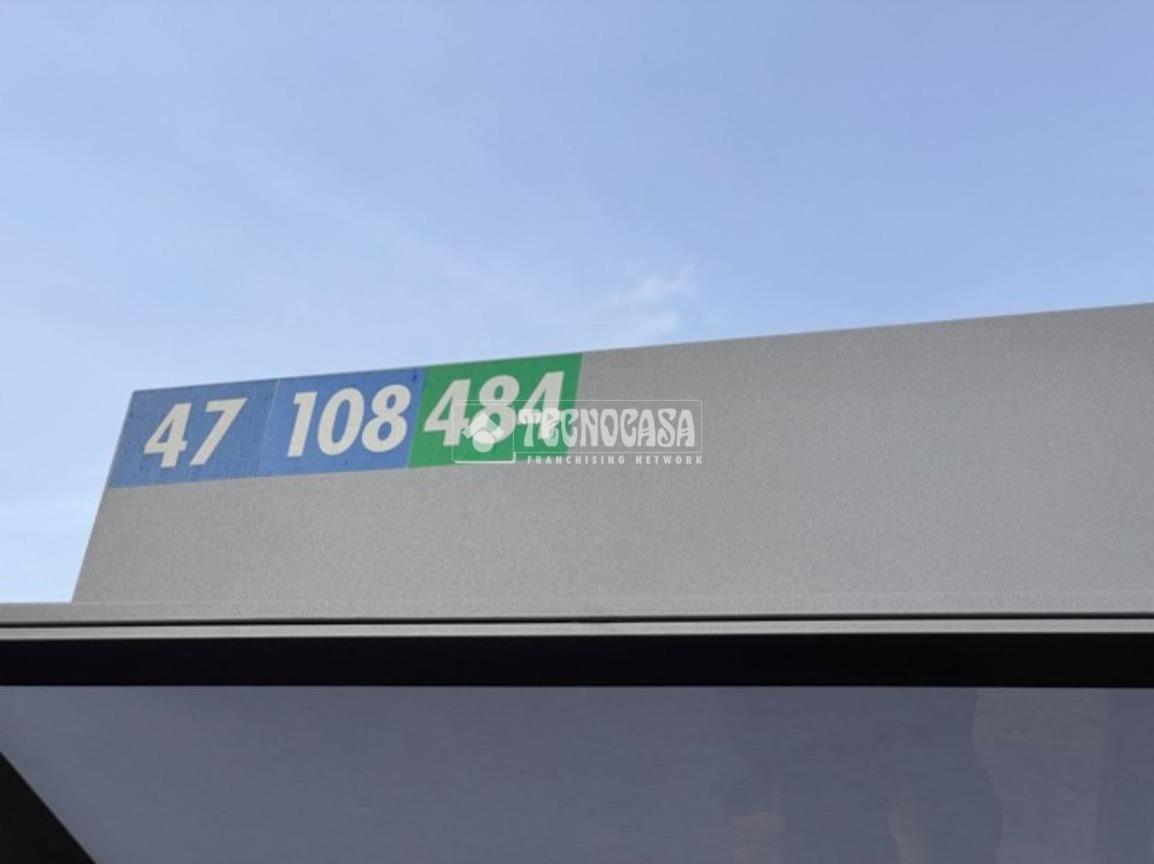 47 108 484
TECNOCASA
FRANCHISING NETWORK